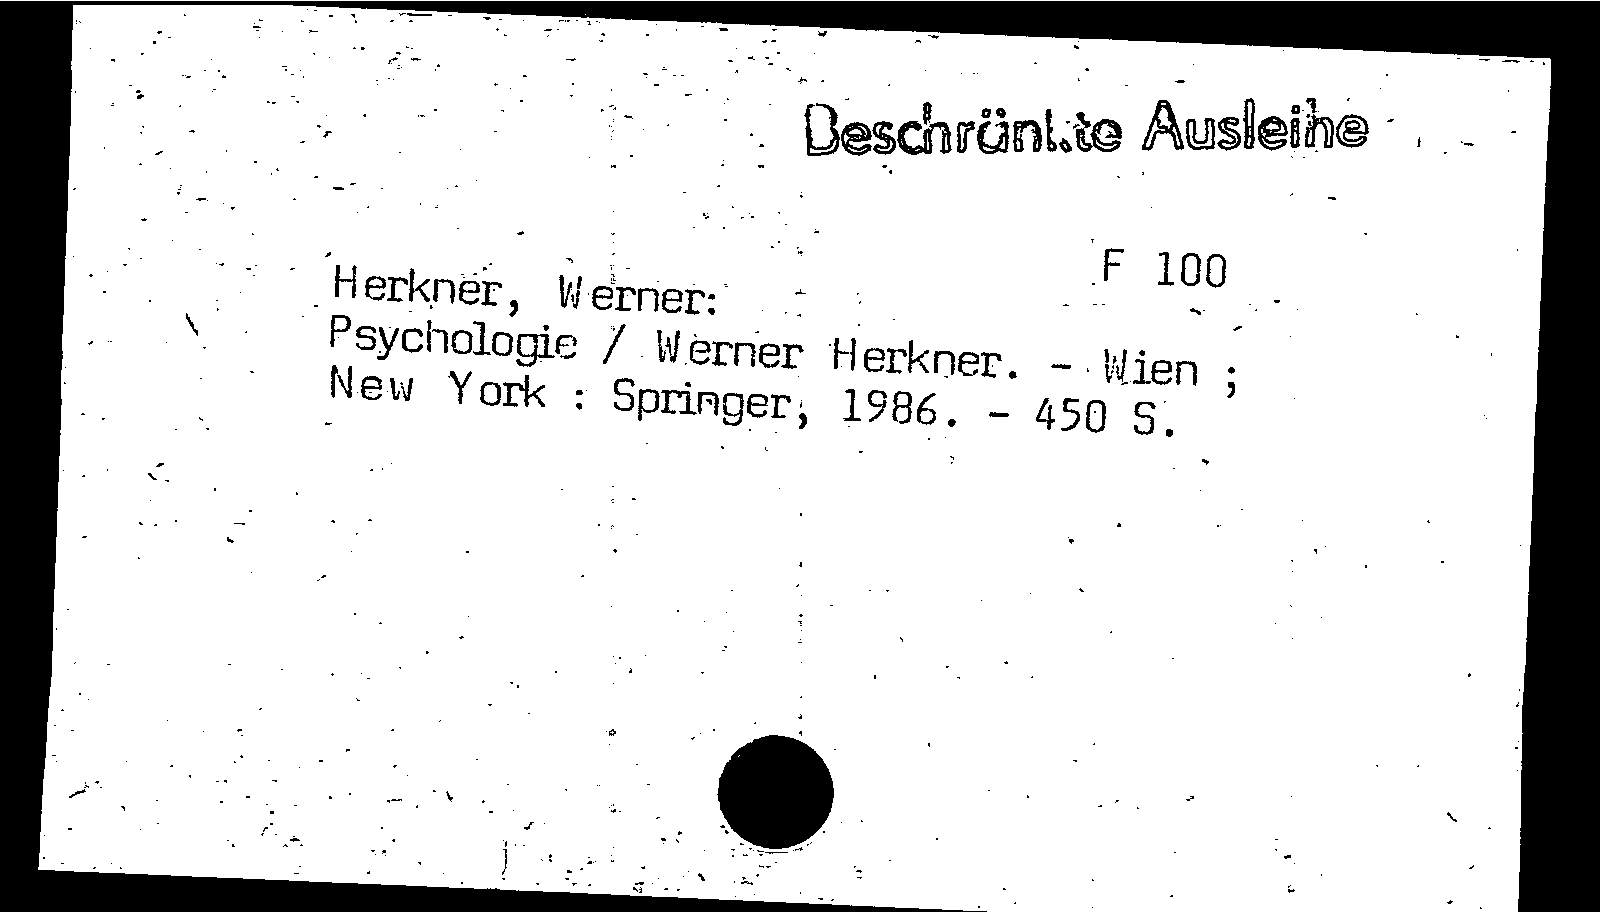 Beschränkte Ausleihe
F 100
Herkner, Werner:
Psychologie / Werner Herkner. - Wien ;
New York : Springer, 1986. - 450 S.